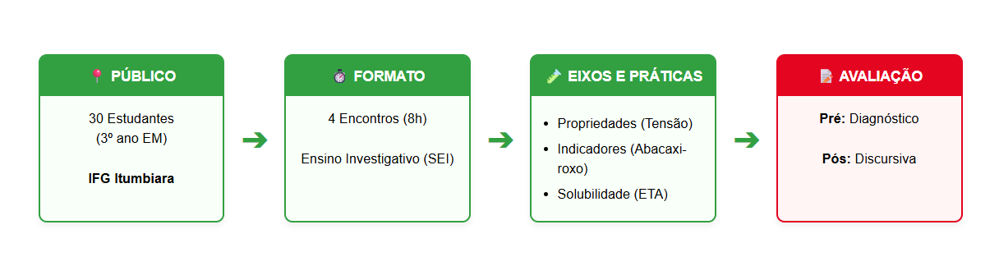 📍 PÚBLICO
30 Estudantes
(3º ano EM)
IFG Itumbiara
⏱️ FORMATO
4 Encontros (8h)
Ensino Investigativo (SEI)
🧪 EIXOS E PRÁTICAS
• Propriedades (Tensão)
• Indicadores (Abacaxi-
roxo)
• Solubilidade (ETA)
📝 AVALIAÇÃO
Pré: Diagnóstico
Pós: Discursiva